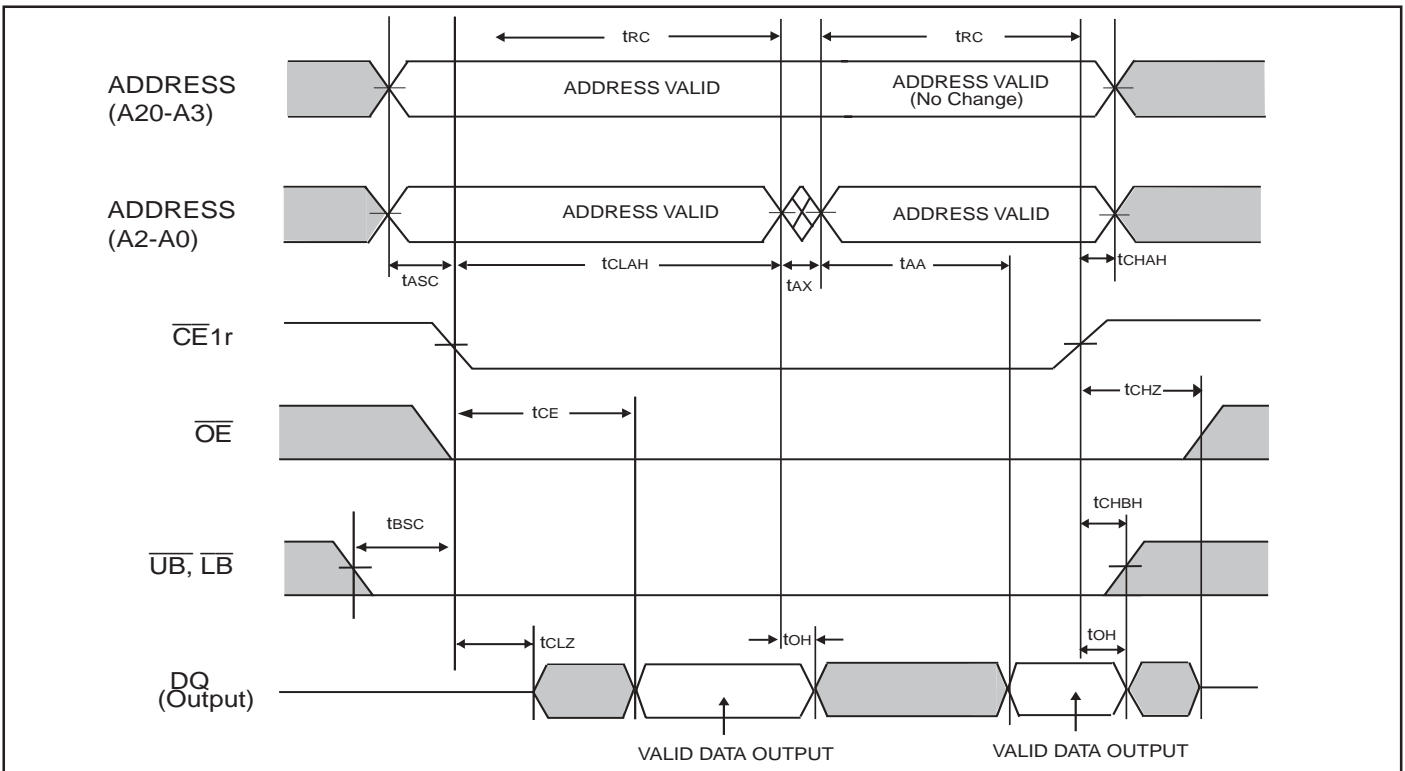 tRC
tRC
ADDRESS
(A20-A3)
ADDRESS VALID
ADDRESS VALID
(No Change)
ADDRESS
(A2-A0)
ADDRESS VALID
ADDRESS VALID
tASC
tCLAH
tAX
tAA
tCHAH
CE1r
tCHZ
tCE
OE
tCHBH
tBSC
UB, LB
tCLZ
tOH
tOH
DQ
(Output)
VALID DATA OUTPUT
VALID DATA OUTPUT